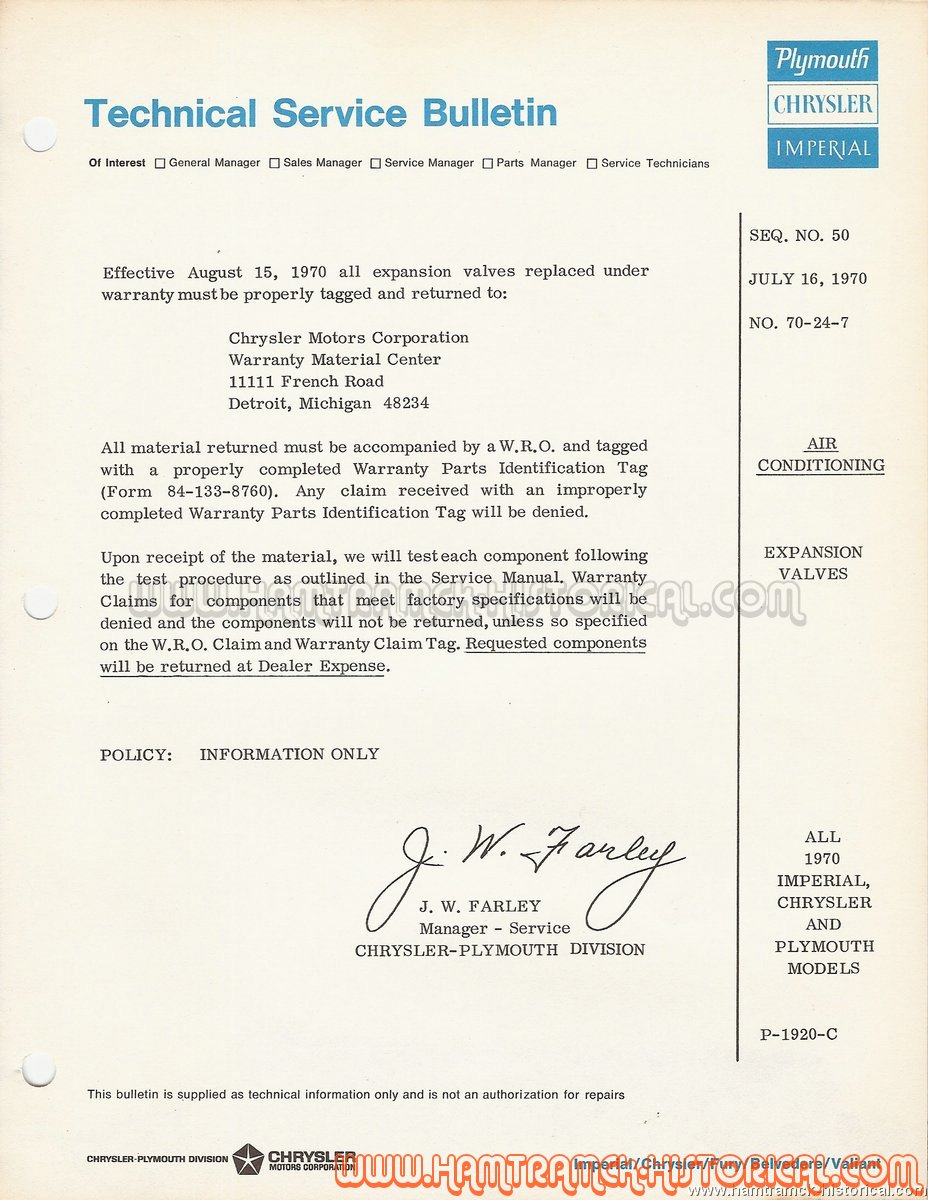 Plymouth
CHRYSLER
IMPERIAL
Technical Service Bulletin
Of Interest □ General Manager □ Sales Manager □ Service Manager □ Parts Manager □ Service Technicians
SEQ. NO. 50
JULY 16, 1970
NO. 70-24-7
Effective August 15, 1970 all expansion valves replaced under
warranty must be properly tagged and returned to:
Chrysler Motors Corporation
Warranty Material Center
11111 French Road
Detroit, Michigan 48234
All material returned must be accompanied by a W.R.O. and tagged
with a properly completed Warranty Parts Identification Tag
(Form 84-133-8760). Any claim received with an improperly
completed Warranty Parts Identification Tag will be denied.
AIR
CONDITIONING
EXPANSION
VALVES
Upon receipt of the material, we will test each component following
the test procedure as outlined in the Service Manual. Warranty
Claims for components that meet factory specifications will be
denied and the components will not be returned, unless so specified
on the W.R.O. Claim and Warranty Claim Tag. Requested components
will be returned at Dealer Expense.
www.HAMTRAMCK-HISTORICAL.com
POLICY: INFORMATION ONLY
J. W. Farley
J. W. FARLEY
Manager - Service
CHRYSLER-PLYMOUTH DIVISION
ALL
1970
IMPERIAL,
CHRYSLER
AND
PLYMOUTH
MODELS
P-1920-C
This bulletin is supplied as technical information only and is not an authorization for repairs
CHRYSLER-PLYMOUTH DIVISION
CHRYSLER
MOTORS CORPORATION
Imperial/Chrysler/Fury/Belvedere/Valiant
www.HAMTRAMCK-HISTORICAL.com
www.hamtramck-historical.com